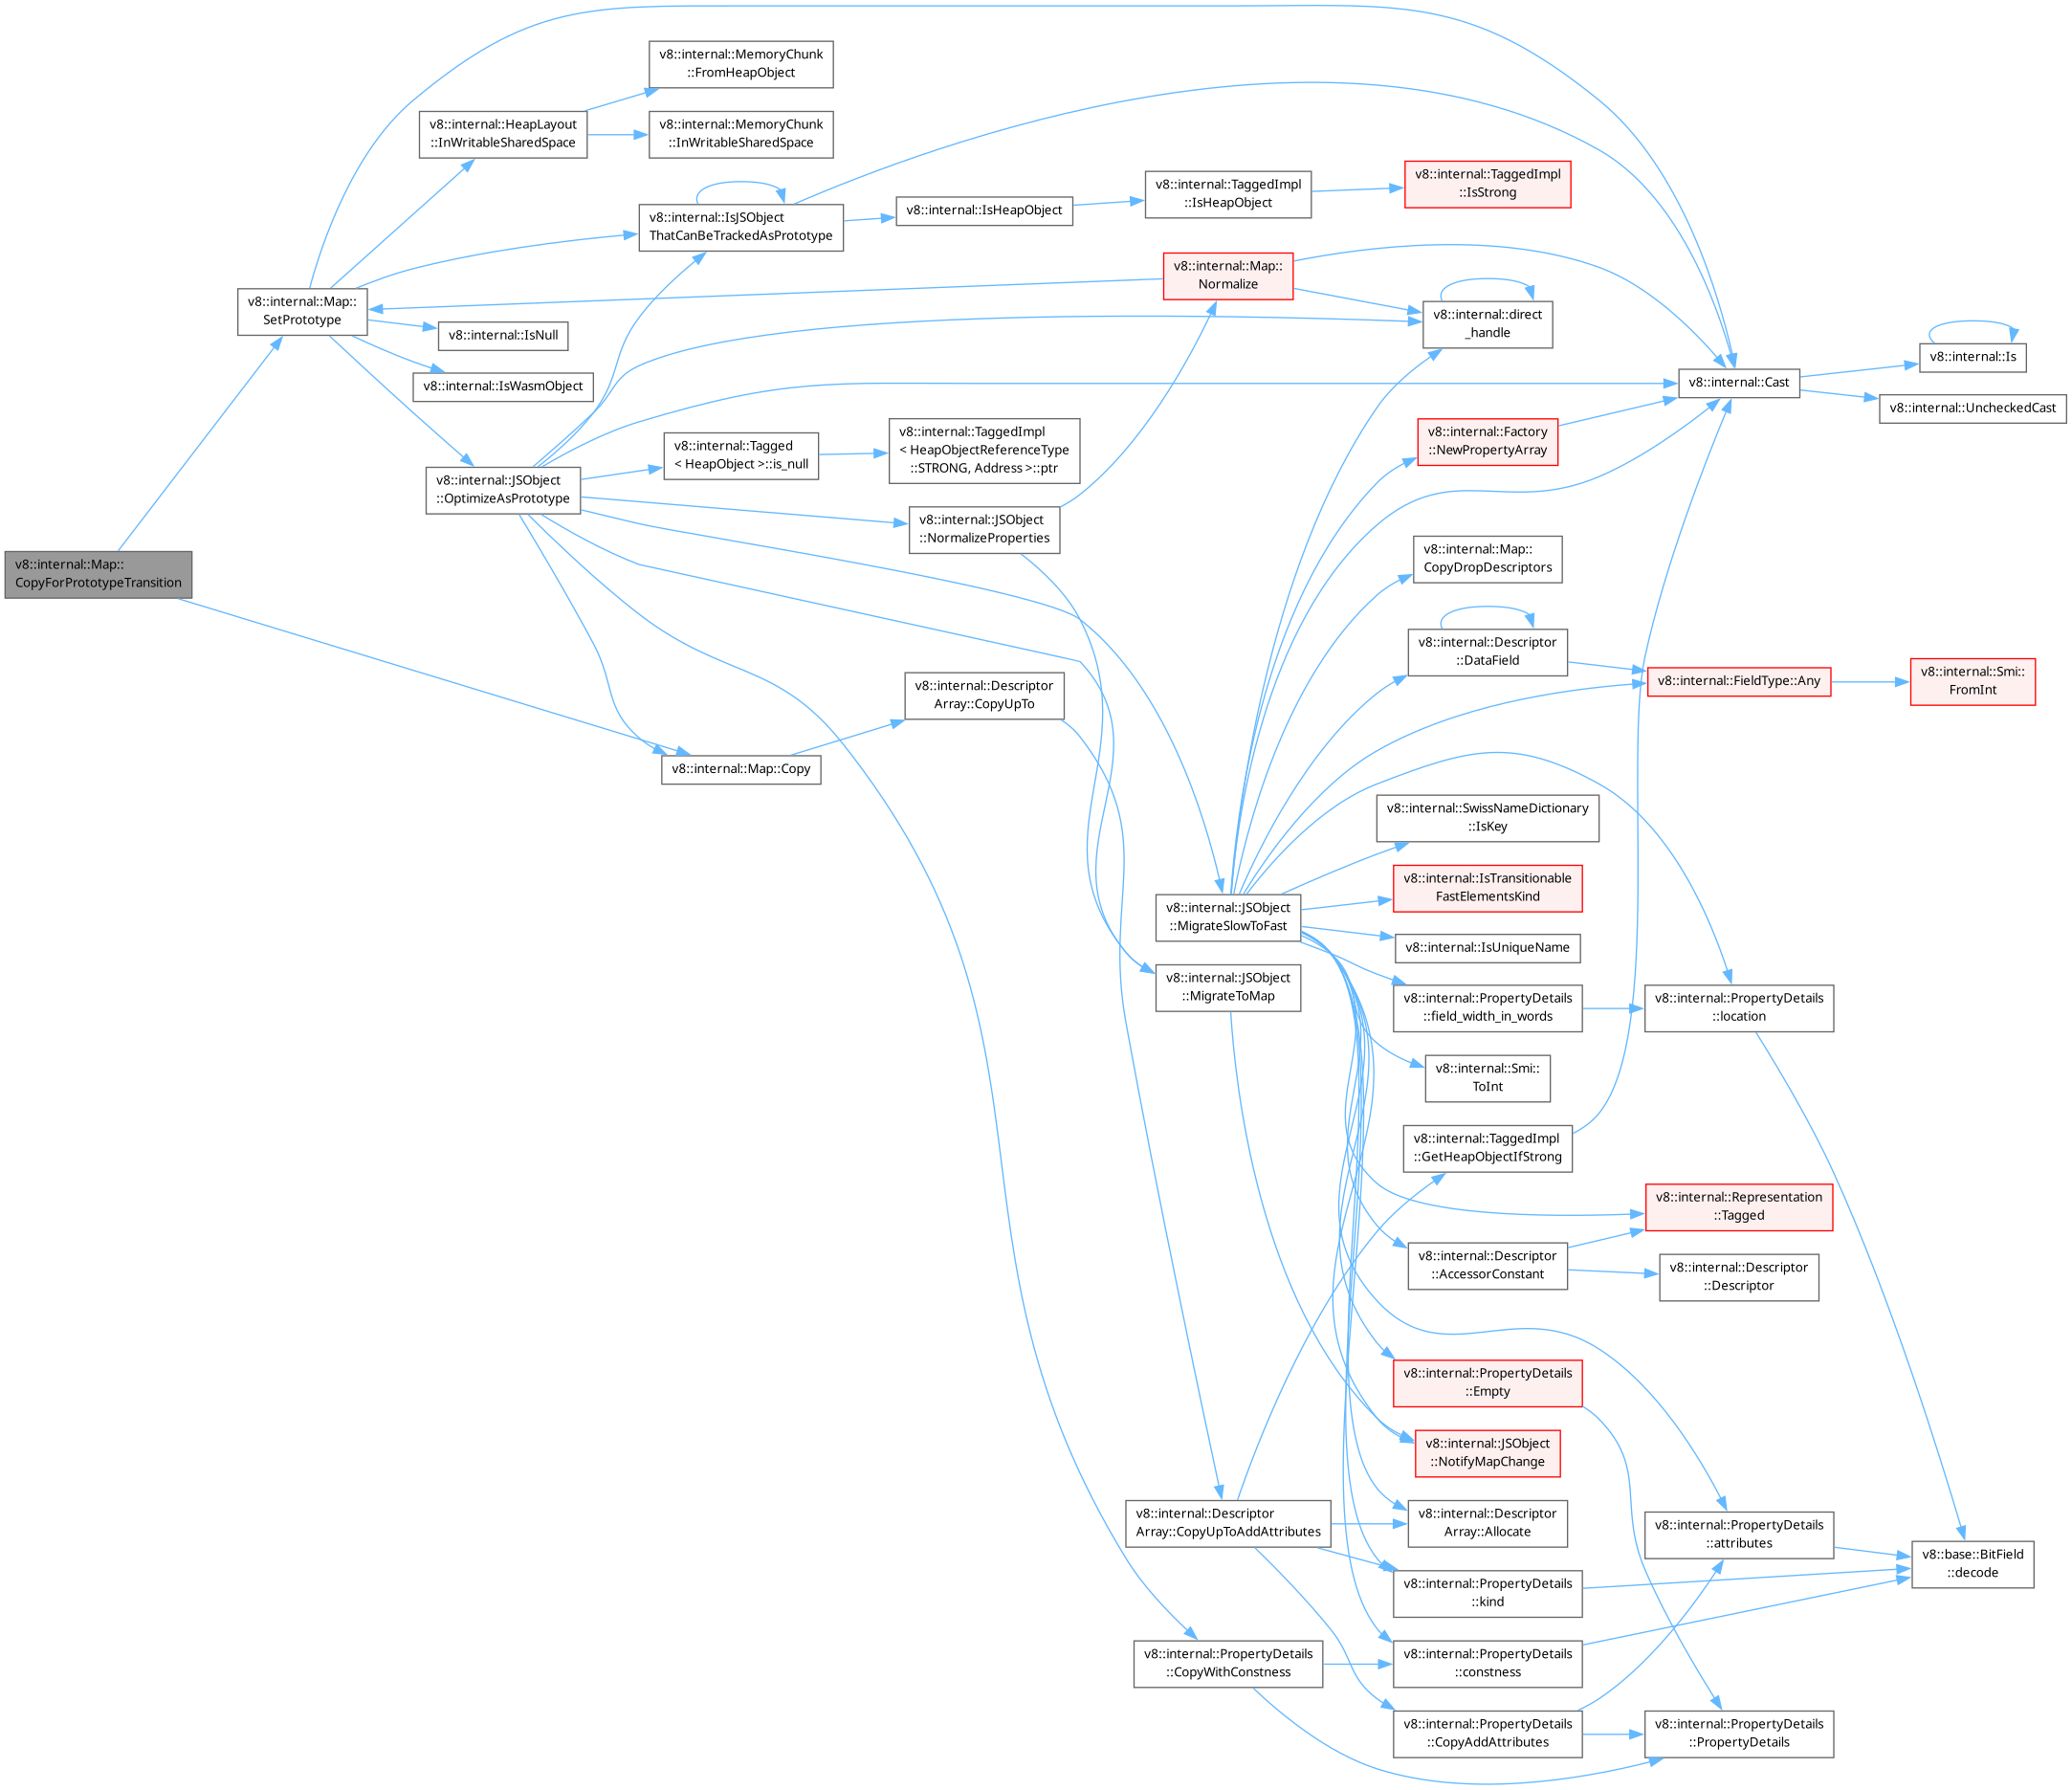 v8::internal::MemoryChunk
::FromHeapObject
v8::internal::HeapLayout
::InWritableSharedSpace
v8::internal::MemoryChunk
::InWritableSharedSpace
v8::internal::TaggedImpl
::IsStrong
v8::internal::TaggedImpl
::IsHeapObject
v8::internal::IsHeapObject
v8::internal::IsJSObject
ThatCanBeTrackedAsPrototype
v8::internal::Map::
Normalize
v8::internal::Map::
SetPrototype
v8::internal::direct
_handle
v8::internal::IsNull
v8::internal::Is
v8::internal::IsWasmObject
v8::internal::Cast
v8::internal::UncheckedCast
v8::internal::Factory
::NewPropertyArray
v8::internal::Tagged
< HeapObject >::is_null
v8::internal::TaggedImpl
< HeapObjectReferenceType
::STRONG, Address >::ptr
v8::internal::JSObject
::OptimizeAsPrototype
v8::internal::JSObject
::NormalizeProperties
v8::internal::Map::
CopyDropDescriptors
v8::internal::Map::
CopyForPrototypeTransition
v8::internal::Descriptor
::DataField
v8::internal::FieldType::Any
v8::internal::Smi::
FromInt
v8::internal::Descriptor
Array::CopyUpTo
v8::internal::Map::Copy
v8::internal::SwissNameDictionary
::IsKey
v8::internal::IsTransitionable
FastElementsKind
v8::internal::JSObject
::MigrateSlowToFast
v8::internal::IsUniqueName
v8::internal::JSObject
::MigrateToMap
v8::internal::PropertyDetails
::field_width_in_words
v8::internal::PropertyDetails
::location
v8::internal::Smi::
ToInt
v8::internal::TaggedImpl
::GetHeapObjectIfStrong
v8::internal::Representation
::Tagged
v8::internal::Descriptor
::AccessorConstant
v8::internal::Descriptor
::Descriptor
v8::internal::PropertyDetails
::Empty
v8::internal::JSObject
::NotifyMapChange
v8::internal::Descriptor
Array::CopyUpToAddAttributes
v8::internal::Descriptor
Array::Allocate
v8::internal::PropertyDetails
::attributes
v8::base::BitField
::decode
v8::internal::PropertyDetails
::kind
v8::internal::PropertyDetails
::CopyWithConstness
v8::internal::PropertyDetails
::constness
v8::internal::PropertyDetails
::CopyAddAttributes
v8::internal::PropertyDetails
::PropertyDetails